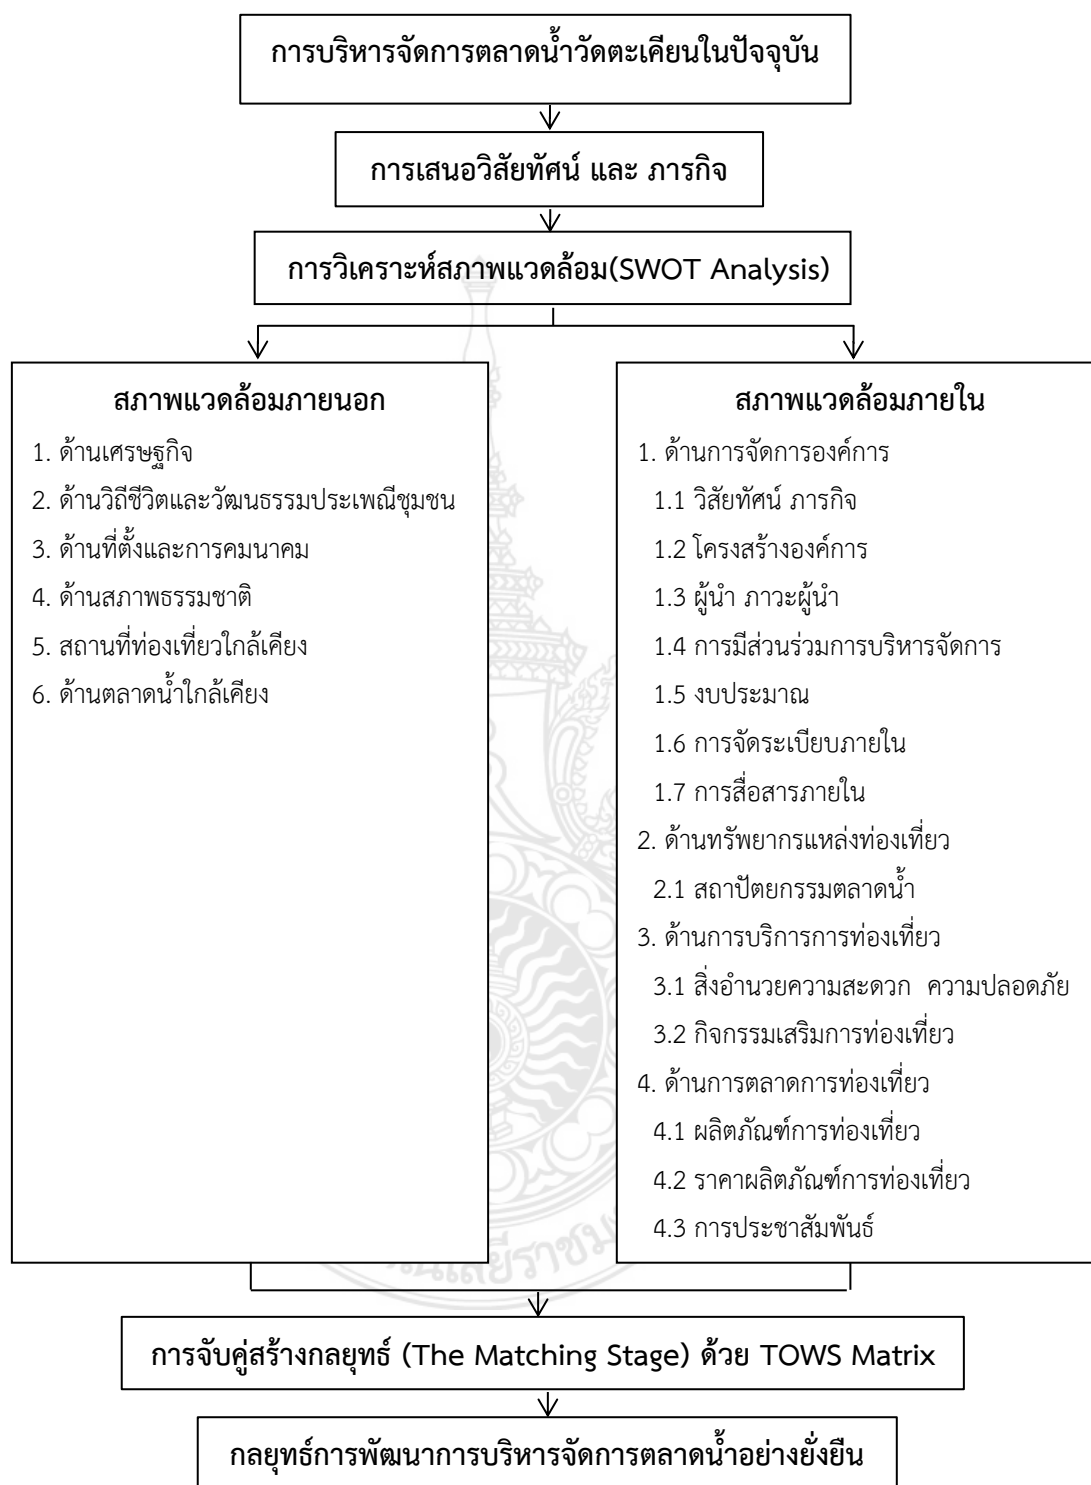 การบริหารจัดการตลาดน้ำวัดตะเคียนในปัจจุบัน
การเสนอวิสัยทัศน์ และ ภารกิจ
การวิเคราะห์สภาพแวดล้อม(SWOT Analysis)
สภาพแวดล้อมภายนอก
1. ด้านเศรษฐกิจ
2. ด้านวิถีชีวิตและวัฒนธรรมประเพณีชุมชน
3. ด้านที่ตั้งและการคมนาคม
4. ด้านสภาพธรรมชาติ
5. สถานที่ท่องเที่ยวใกล้เคียง
6. ด้านตลาดน้ำใกล้เคียง
สภาพแวดล้อมภายใน
1. ด้านการจัดการองค์การ
1.1 วิสัยทัศน์ ภารกิจ
1.2 โครงสร้างองค์การ
1.3 ผู้นำ ภาวะผู้นำ
1.4 การมีส่วนร่วมการบริหารจัดการ
1.5 งบประมาณ
1.6 การจัดระเบียบภายใน
1.7 การสื่อสารภายใน
2. ด้านทรัพยากรแหล่งท่องเที่ยว
2.1 สถาปัตยกรรมตลาดน้ำ
3. ด้านการบริการการท่องเที่ยว
3.1 สิ่งอำนวยความสะดวก ความปลอดภัย
3.2 กิจกรรมเสริมการท่องเที่ยว
4. ด้านการตลาดการท่องเที่ยว
4.1 ผลิตภัณฑ์การท่องเที่ยว
4.2 ราคาผลิตภัณฑ์การท่องเที่ยว
4.3 การประชาสัมพันธ์
การจับคู่สร้างกลยุทธ์ (The Matching Stage) ด้วย TOWS Matrix
กลยุทธ์การพัฒนาการบริหารจัดการตลาดน้ำอย่างยั่งยืน